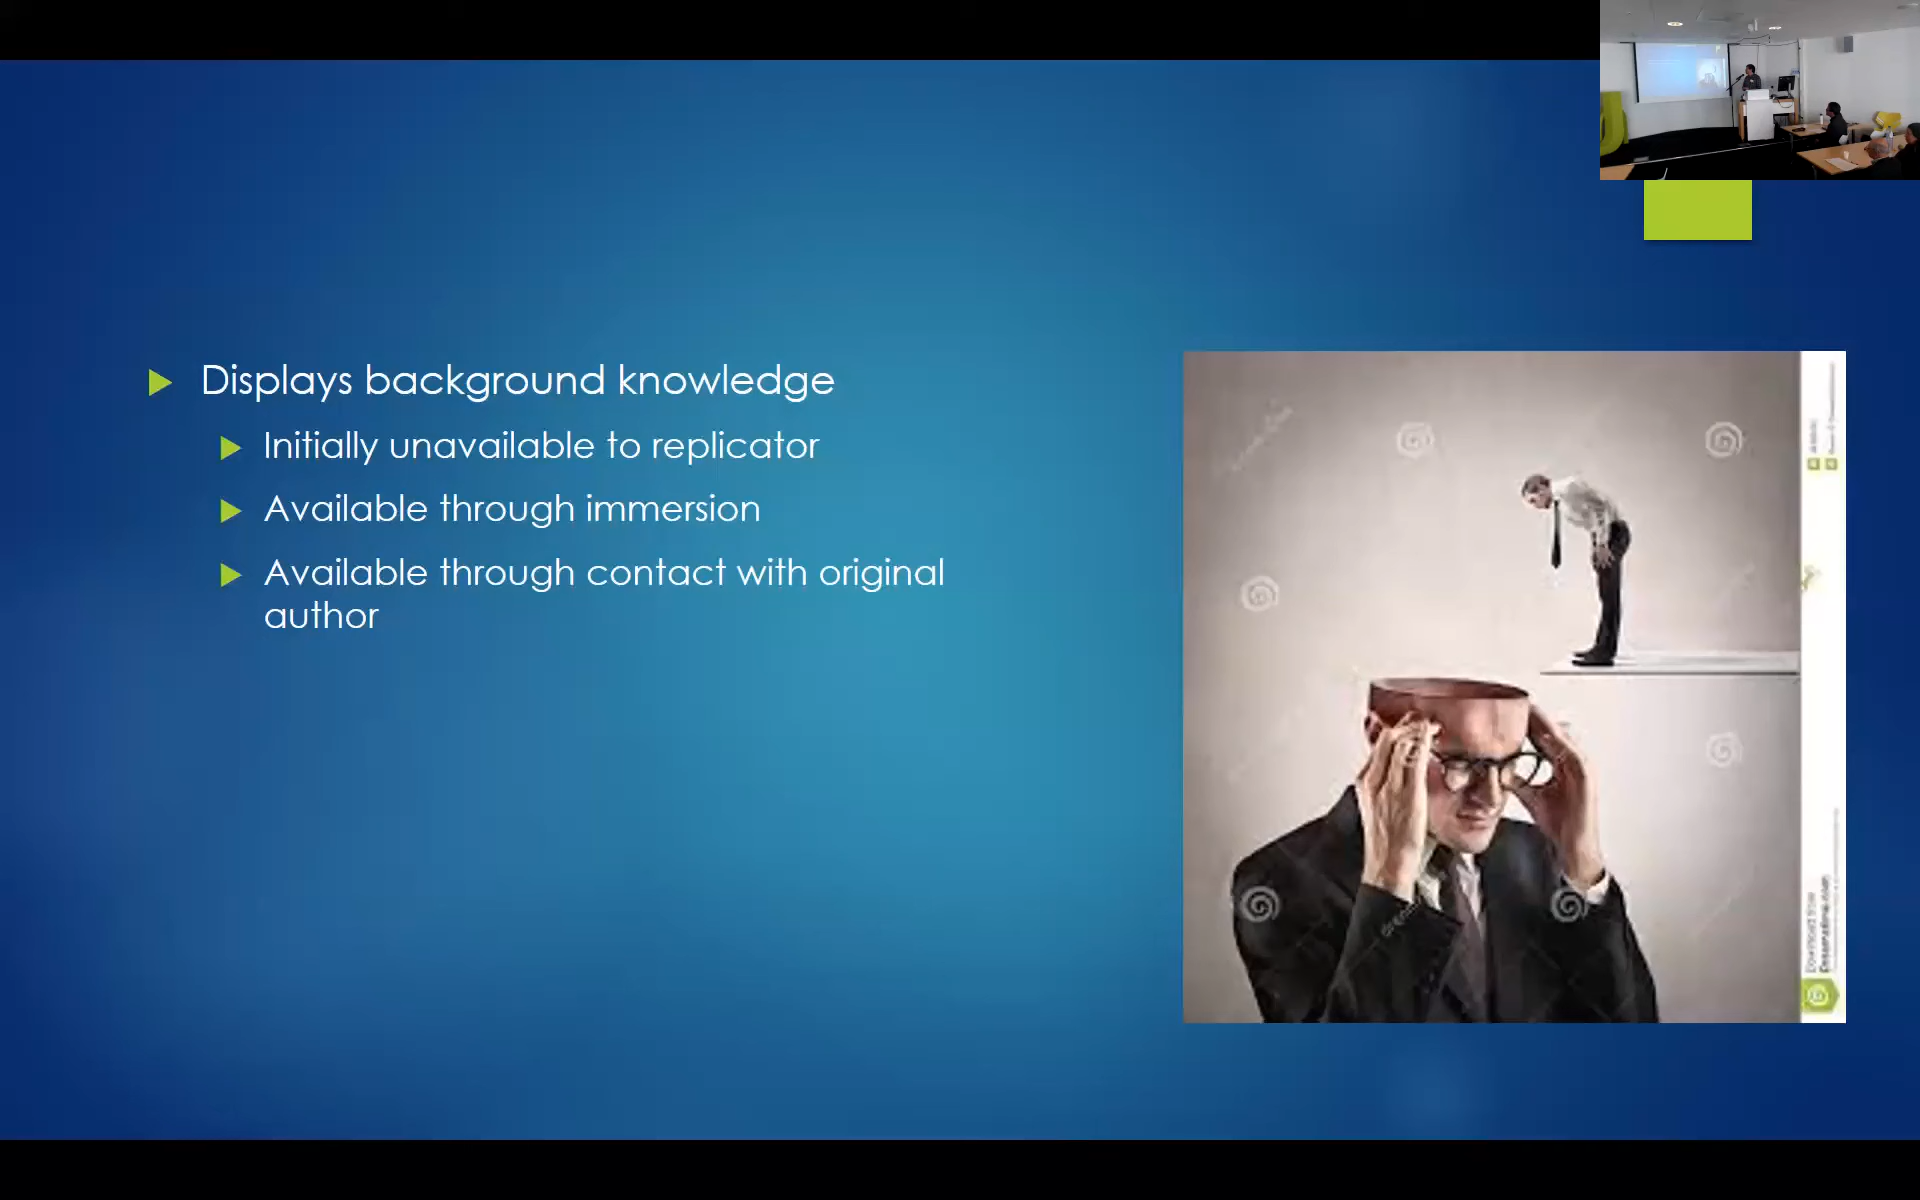 Displays background knowledge
Initially unavailable to replicator
Available through immersion
Available through contact with original
author